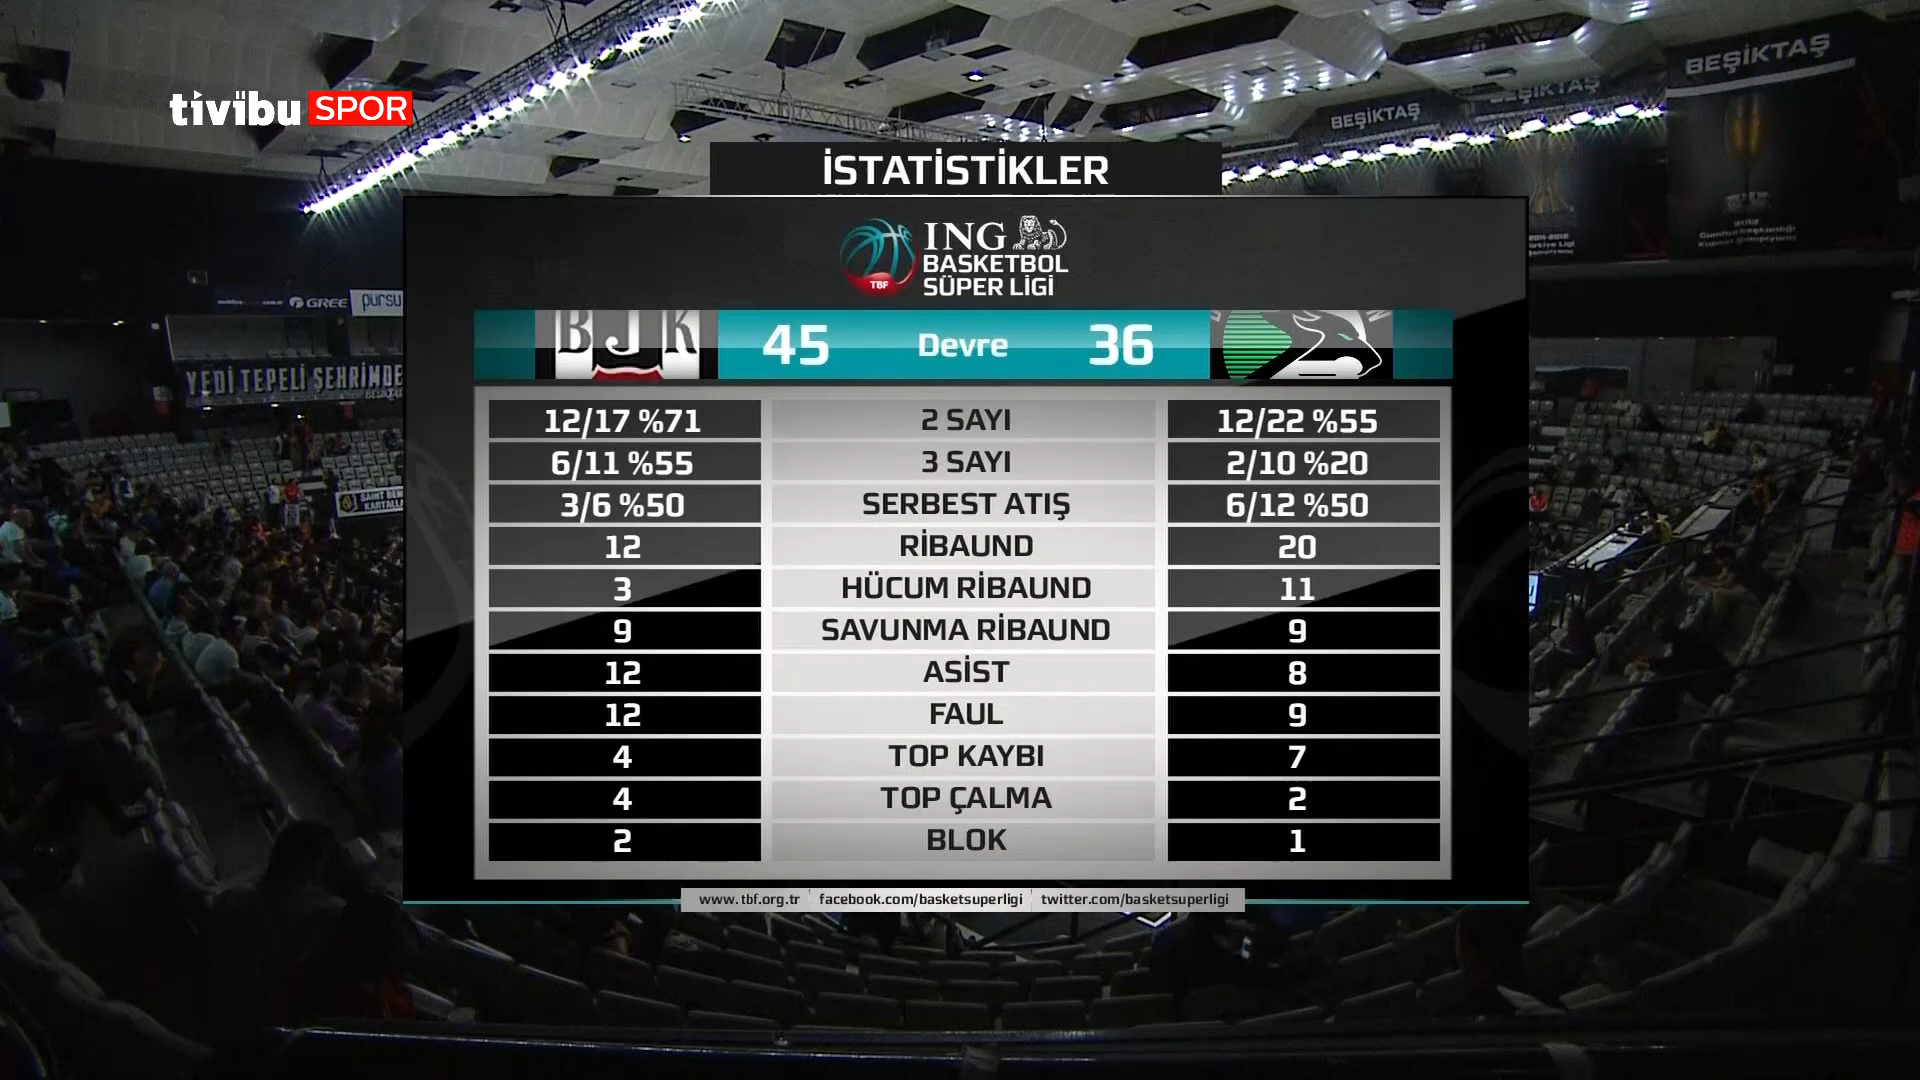 BEŞİKTAŞ
BEŞİKTAŞ
BEŞİKTAŞ
tivibu SPOR
İSTATİSTİKLER
ING
BASKETBOL
SÜPER LİGİ
TBF
GREE
pürsu
YEDİ TEPELİ ŞEHRİMDE
BJK 45 Devre 36
12/17 %71 2 SAYI 12/22 %55
6/11 %55 3 SAYI 2/10 %20
3/6 %50 SERBEST ATIŞ 6/12 %50
12 RİBAUND 20
3 HÜCUM RİBAUND 11
9 SAVUNMA RİBAUND 9
12 ASİST 8
12 FAUL 9
4 TOP KAYBI 7
4 TOP ÇALMA 2
2 BLOK 1
www.tbf.org.tr facebook.com/basketsuperligi twitter.com/basketsuperligi